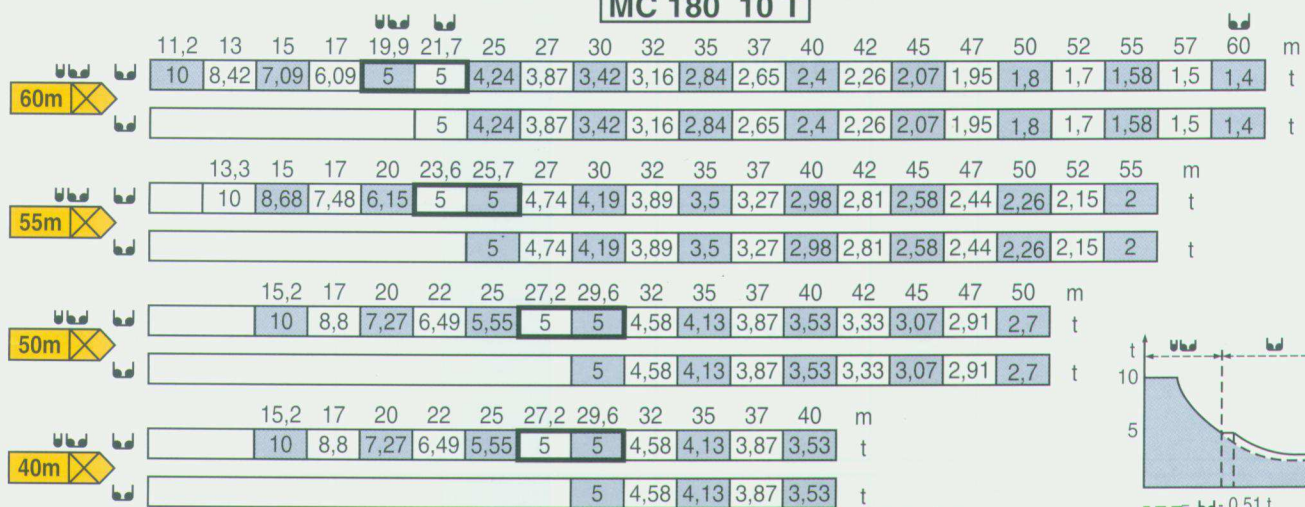 MC 180 10 T
11,2 13 15 17 19,9 21,7 25 27 30 32 35 37 40 42 45 47 50 52 55 57 60 m
60m
10 8,42 7,09 6,09 5 5 4,24 3,87 3,42 3,16 2,84 2,65 2,4 2,26 2,07 1,95 1,8 1,7 1,58 1,5 1,4 t
5 4,24 3,87 3,42 3,16 2,84 2,65 2,4 2,26 2,07 1,95 1,8 1,7 1,58 1,5 1,4 t
13,3 15 17 20 23,6 25,7 27 30 32 35 37 40 42 45 47 50 52 55 m
55m
10 8,68 7,48 6,15 5 5 4,74 4,19 3,89 3,5 3,27 2,98 2,81 2,58 2,44 2,26 2,15 2 t
5 4,74 4,19 3,89 3,5 3,27 2,98 2,81 2,58 2,44 2,26 2,15 2 t
15,2 17 20 22 25 27,2 29,6 32 35 37 40 42 45 47 50 m
50m
10 8,8 7,27 6,49 5,55 5 5 4,58 4,13 3,87 3,53 3,33 3,07 2,91 2,7 t
5 4,58 4,13 3,87 3,53 3,33 3,07 2,91 2,7 t
15,2 17 20 22 25 27,2 29,6 32 35 37 40 m
40m
10 8,8 7,27 6,49 5,55 5 5 4,58 4,13 3,87 3,53 t
5 4,58 4,13 3,87 3,53 t
t
10
5
= - 0,51 t